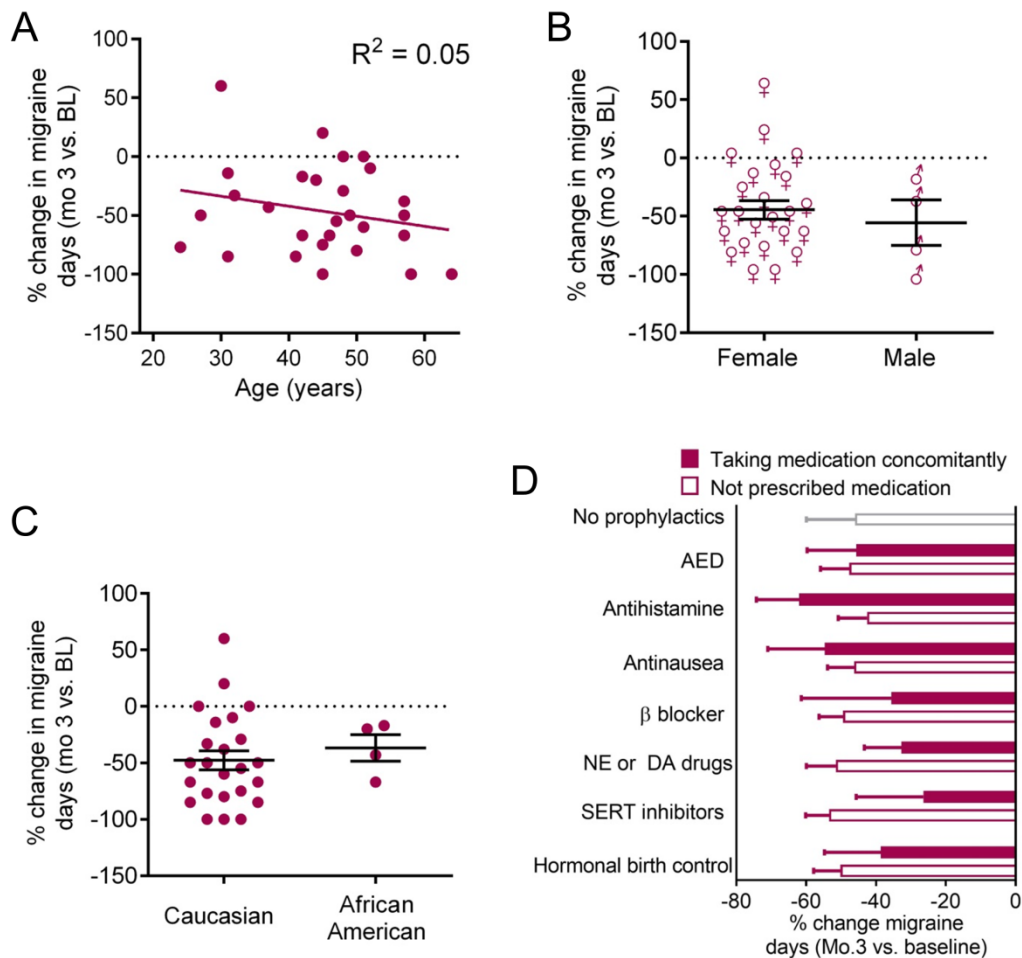 A
R² = 0.05
% change in migraine
days (mo 3 vs. BL)
100
50
0
-50
-100
-150
20
30
40
50
60
Age (years)
B
% change in migraine
days (mo 3 vs. BL)
100
50
0
-50
-100
-150
Female
Male
C
% change in migraine
days (mo 3 vs. BL)
100
50
0
-50
-100
-150
Caucasian
African
American
D
Taking medication concomitantly
Not prescribed medication
No prophylactics
AED
Antihistamine
Antinausea
β blocker
NE or DA drugs
SERT inhibitors
Hormonal birth control
-80
-60
-40
-20
0
% change migraine
days (Mo.3 vs. baseline)